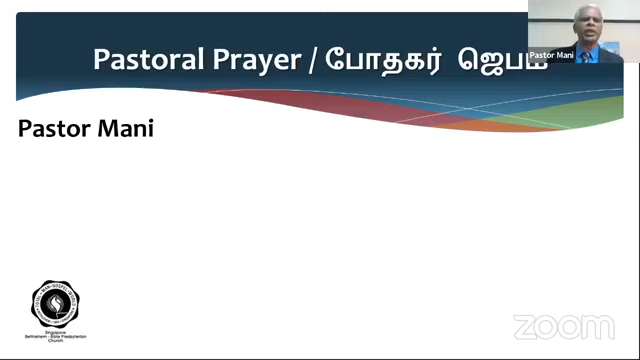 Pastoral Prayer / போதகர் ஜெபம்
Pastor Mani
Pastor Mani
Singapore
Bethlehem - Bible Presbyterian
Church
zoom